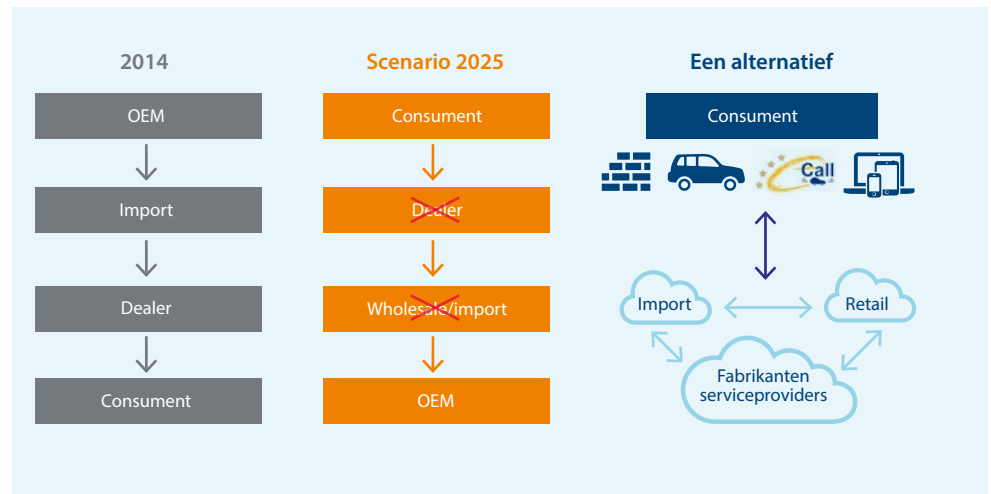 2014
OEM
Import
Dealer
Consument
Scenario 2025
Consument
Dealer
Wholesale/import
OEM
Een alternatief
Consument
Call
Import
Retail
Fabrikanten
serviceproviders